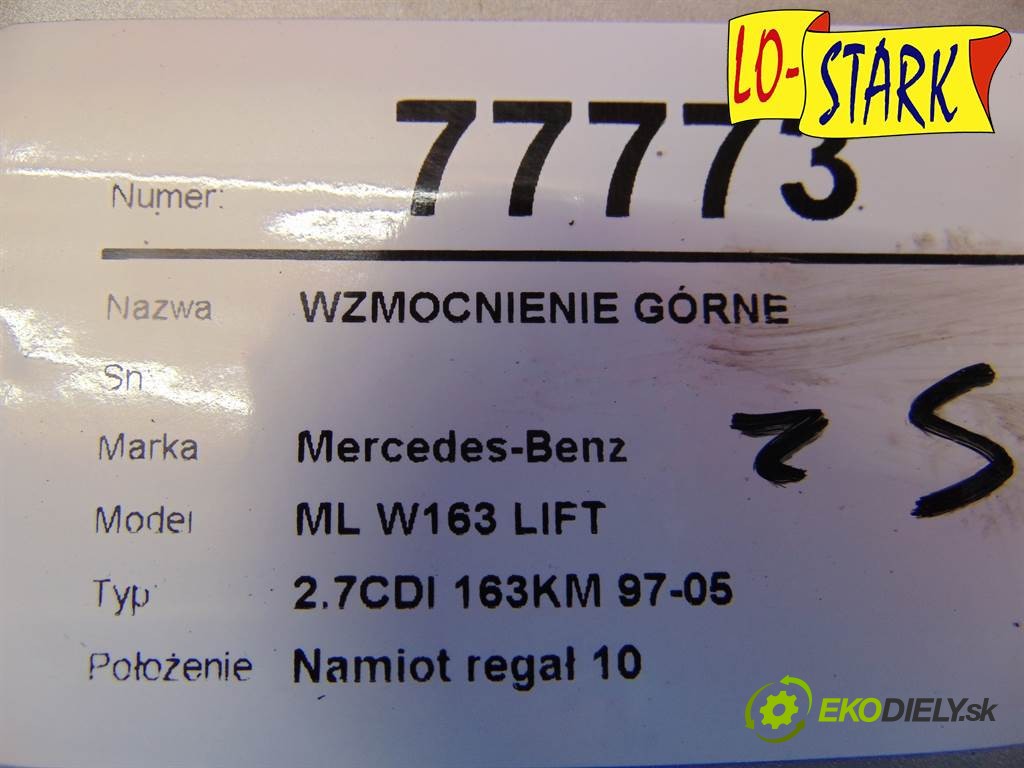 LO-STARK
Numer: 77773
Nazwa WZMOCNIENIE GÓRNE
Sn
Marka Mercedes-Benz
Model ML W163 LIFT
Typ 2.7CDI 163KM 97-05
Położenie Namiot regał 10
EKODIELY.sk